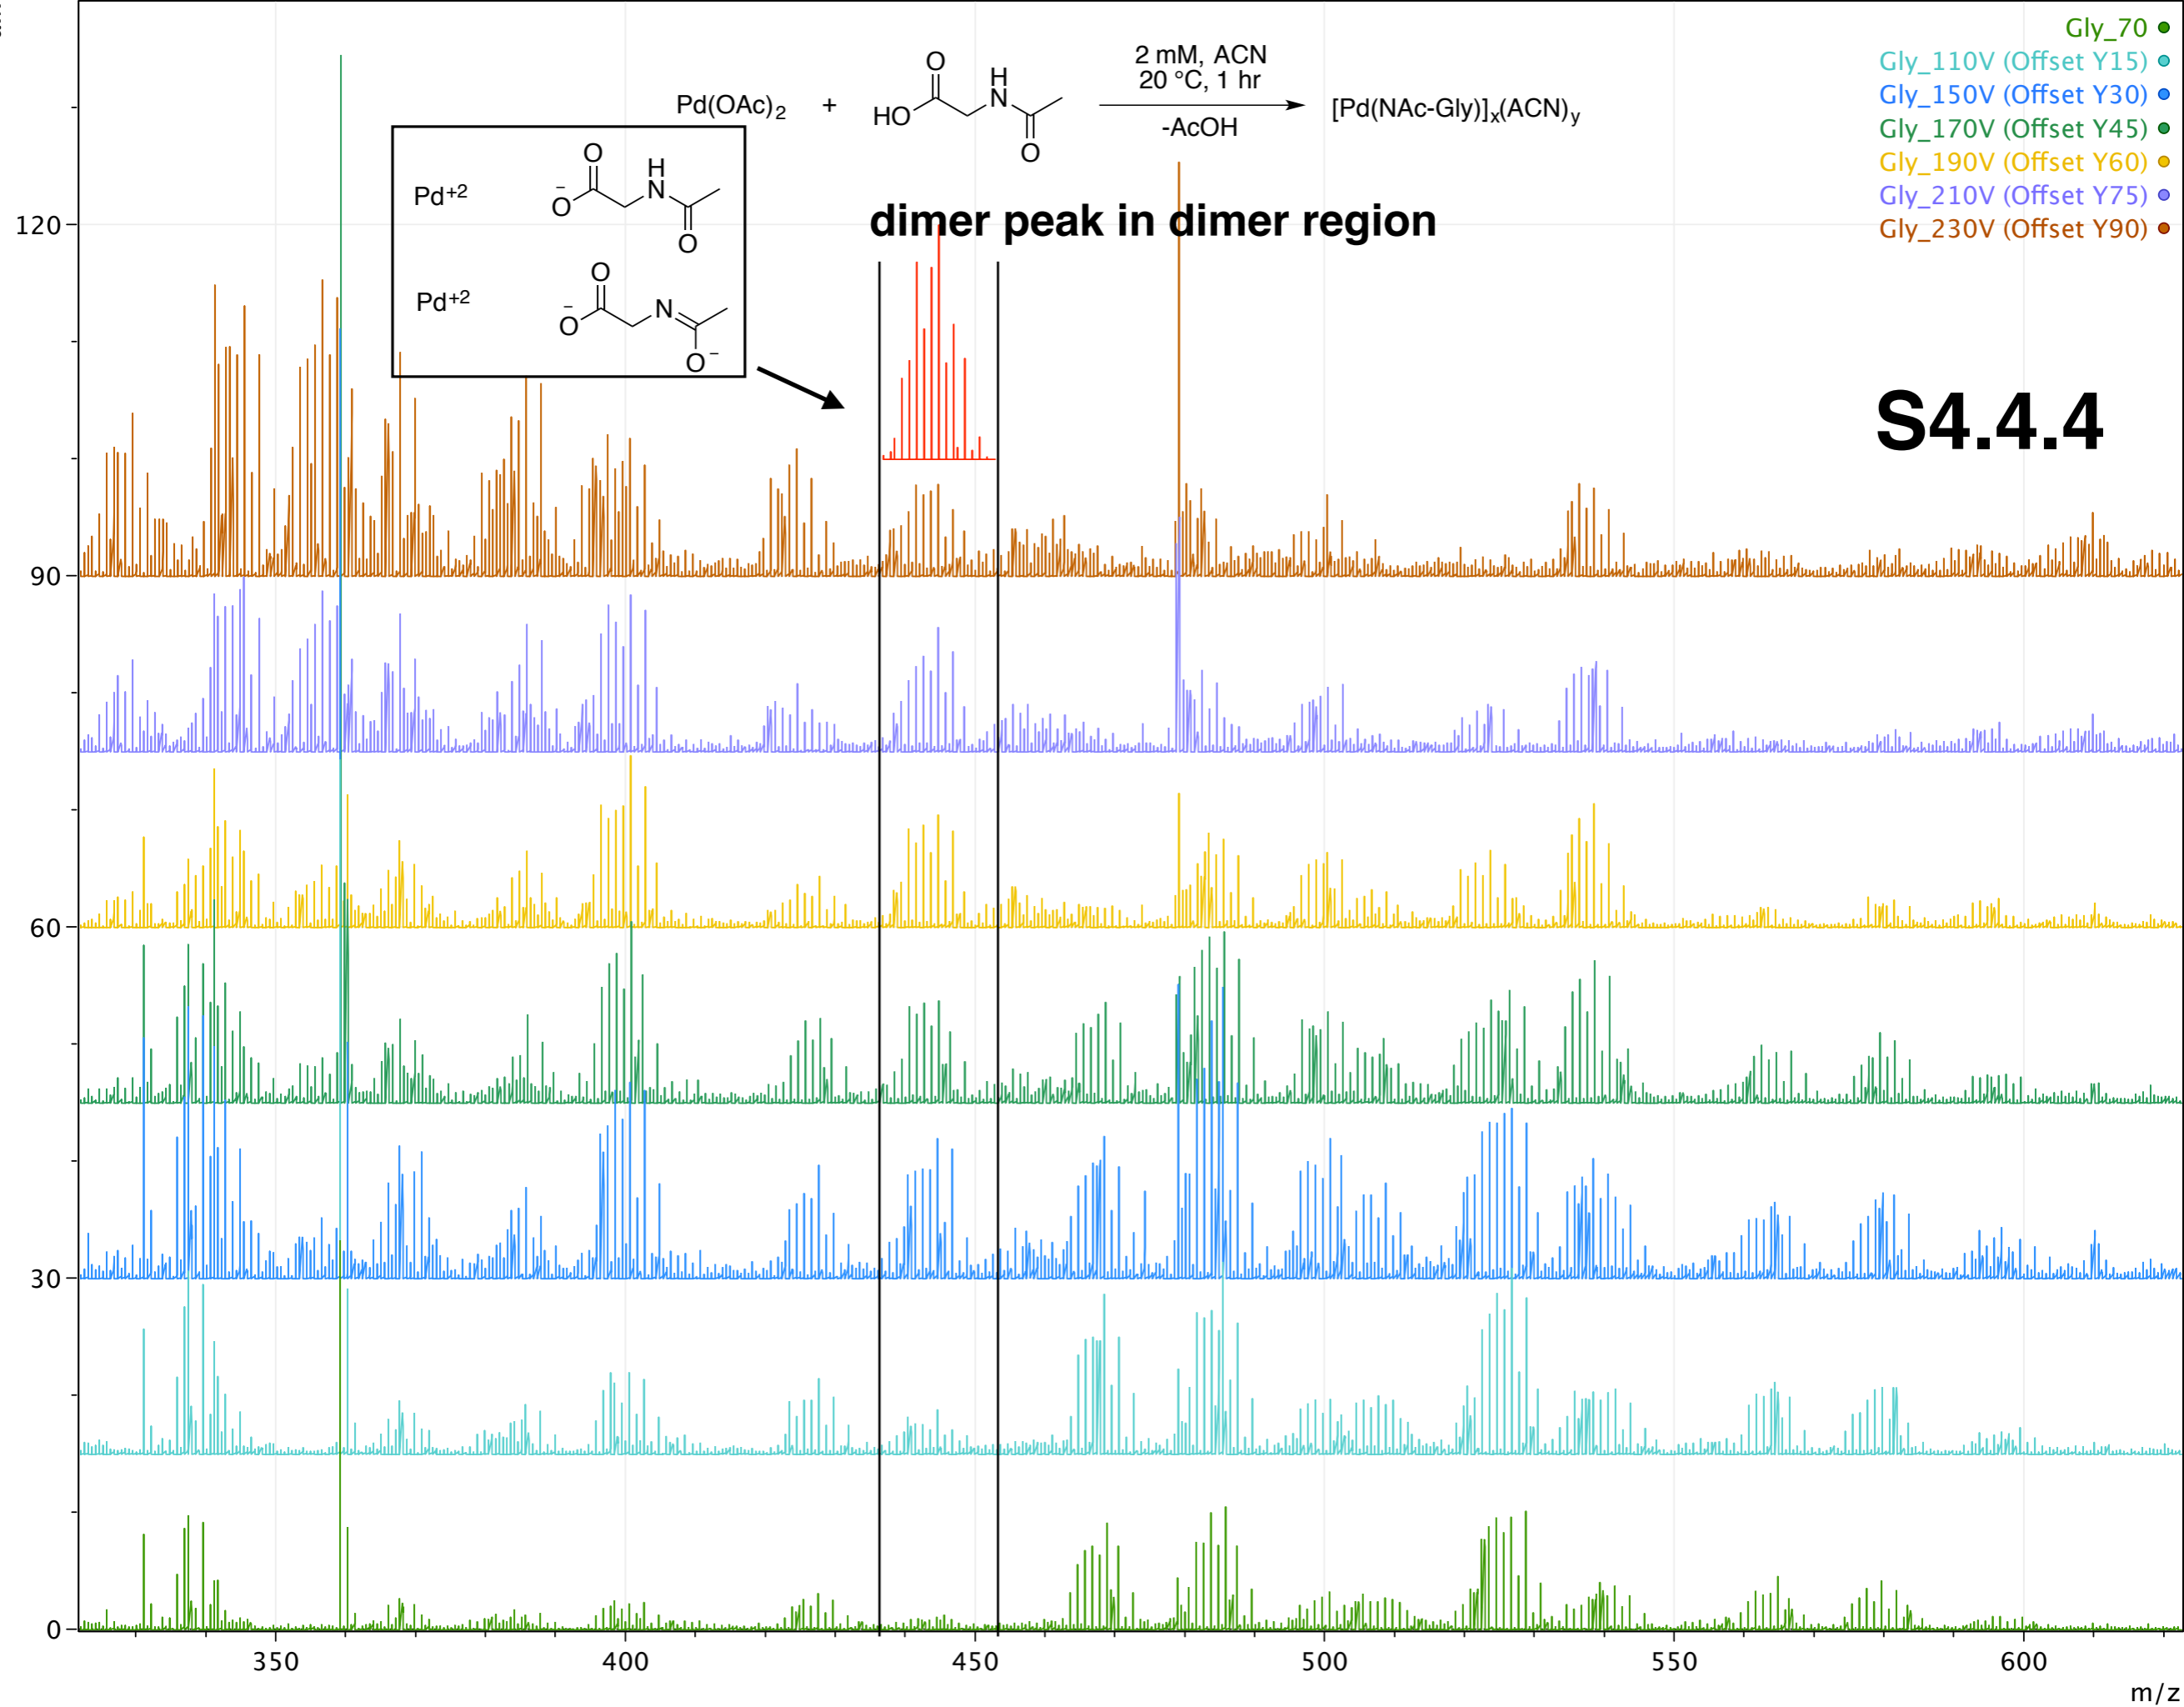 Gly_70
Gly_110V (Offset Y15)
Gly_150V (Offset Y30)
Gly_170V (Offset Y45)
Gly_190V (Offset Y60)
Gly_210V (Offset Y75)
Gly_230V (Offset Y90)
Pd(OAc)₂ + HO O H N O
2 mM, ACN
20 °C, 1 hr
-AcOH
[Pd(NAc-Gly)]ₓ(ACN)ᵧ
Pd⁺² ⁻O O H N O
Pd⁺² ⁻O O N O⁻
dimer peak in dimer region
S4.4.4
120
90
60
30
0
350 400 450 500 550 600
m/z